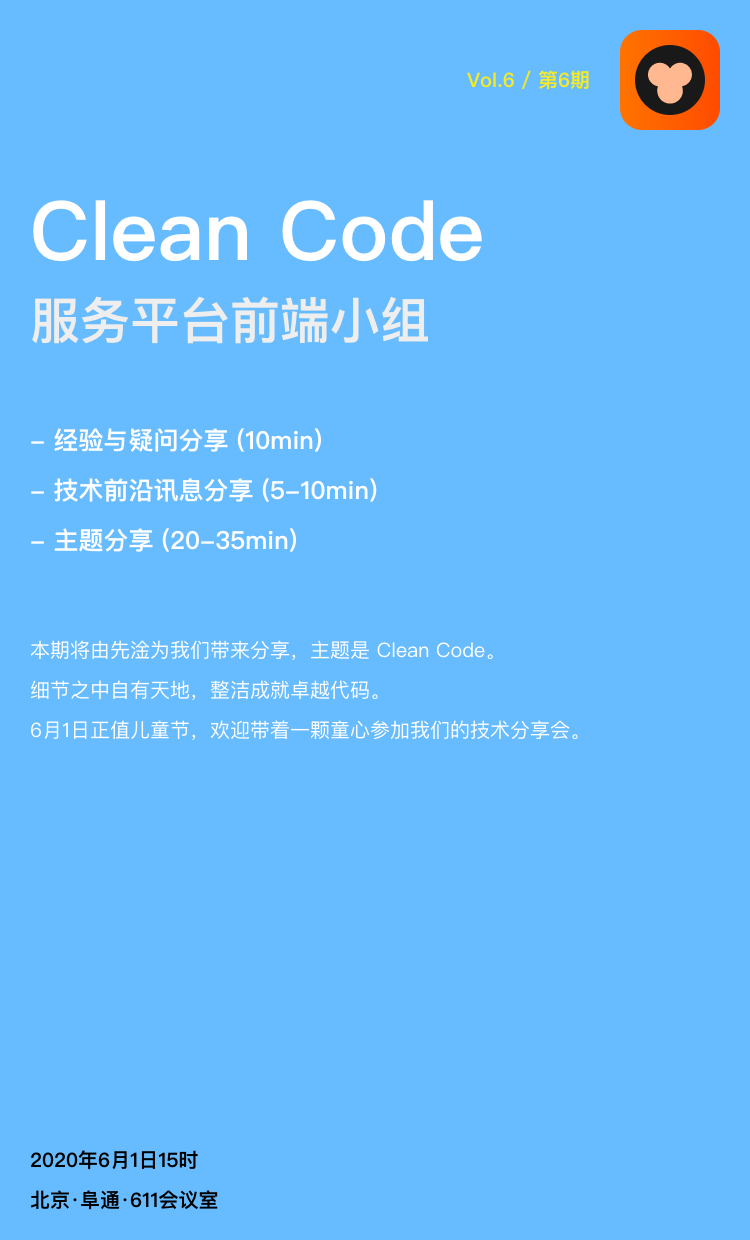 Vol.6 / 第6期
Clean Code
服务平台前端小组
- 经验与疑问分享 (10min)
- 技术前沿讯息分享 (5-10min)
- 主题分享 (20-35min)
本期将由先淦为我们带来分享，主题是 Clean Code。
细节之中自有天地，整洁成就卓越代码。
6月1日正值儿童节，欢迎带着一颗童心参加我们的技术分享会。
2020年6月1日15时
北京·阜通·611会议室